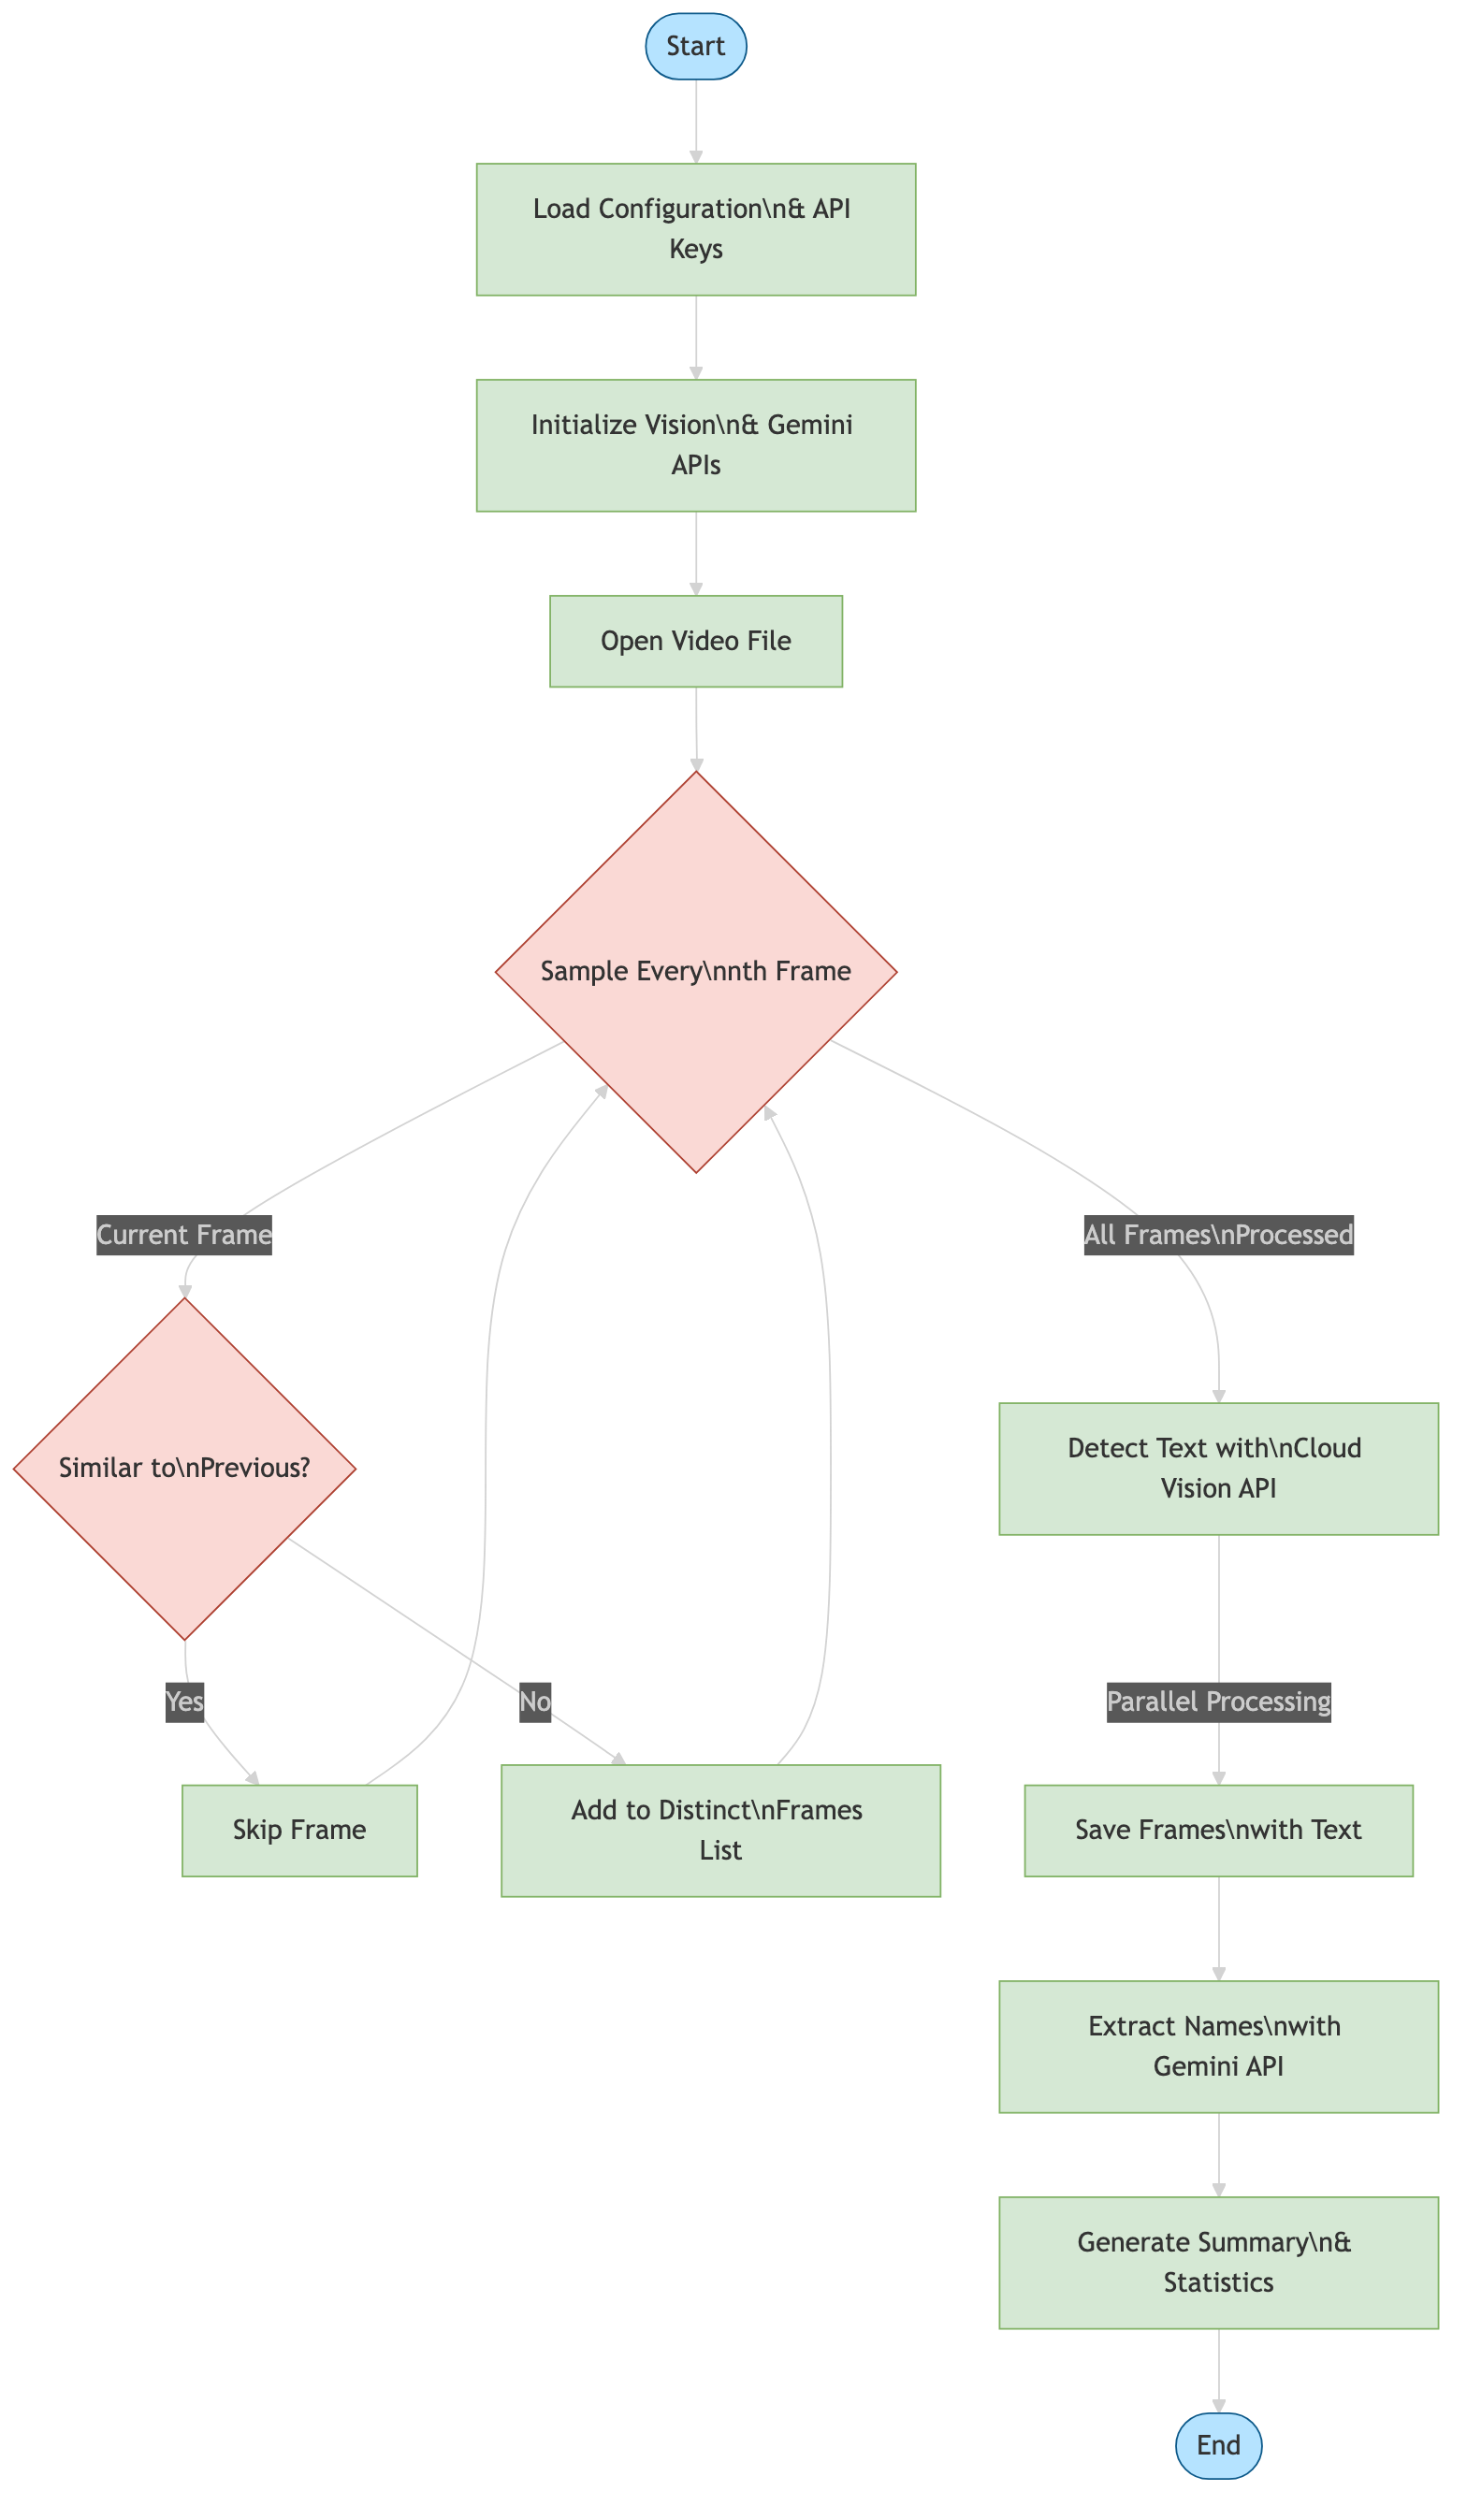 Start
Load Configuration\n& API
Keys
Initialize Vision\n& Gemini
APIs
Open Video File
Sample Every\nnth Frame
Current Frame
All Frames\nProcessed
Similar to\nPrevious?
Detect Text with\nCloud
Vision API
Yes
No
Parallel Processing
Skip Frame
Add to Distinct\nFrames
List
Save Frames\nwith Text
Extract Names\nwith
Gemini API
Generate Summary\n&
Statistics
End